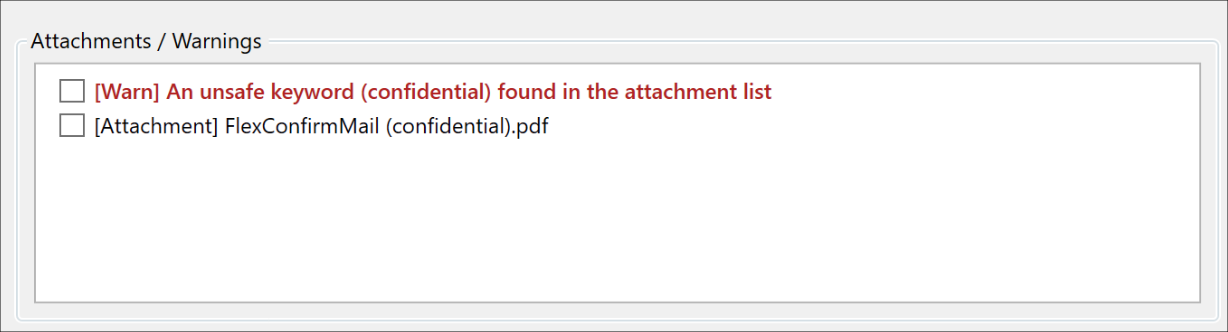 Attachments / Warnings
[Warn] An unsafe keyword (confidential) found in the attachment list
[Attachment] FlexConfirmMail (confidential).pdf